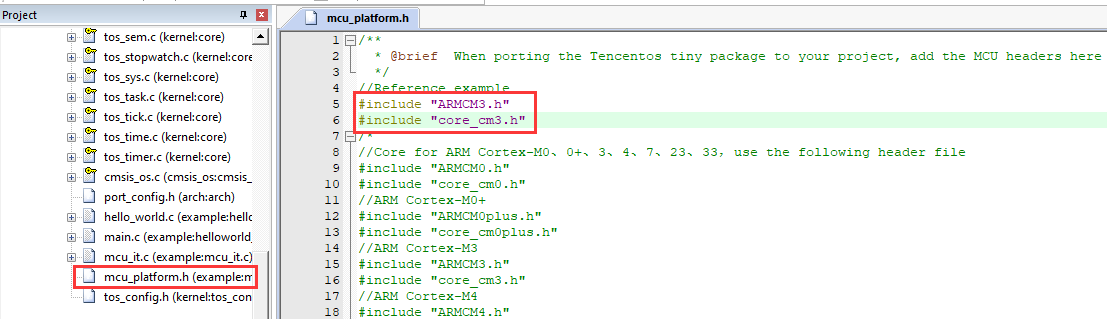 Project
tos_sem.c (kernel:core)
tos_stopwatch.c (kernel:core
tos_sys.c (kernel:core)
tos_task.c (kernel:core)
tos_tick.c (kernel:core)
tos_time.c (kernel:core)
tos_timer.c (kernel:core)
cmsis_os.c (cmsis_os:cmsis_
port_config.h (arch:arch)
hello_world.c (example:hello
main.c (example:helloworld_
mcu_it.c (example:mcu_it.c)
mcu_platform.h (example:m
tos_config.h (kernel:tos_con
mcu_platform.h
1 /**
2 * @brief When porting the Tencentos tiny package to your project, add the MCU headers here
3 */
4 //Reference example
5 #include "ARMCM3.h"
6 #include "core_cm3.h"
7 /*
8 //Core for ARM Cortex-M0、0+、3、4、7、23、33，use the following header file
9 #include "ARMCM0.h"
10 #include "core_cm0.h"
11 //ARM Cortex-M0+
12 #include "ARMCM0plus.h"
13 #include "core_cm0plus.h"
14 //ARM Cortex-M3
15 #include "ARMCM3.h"
16 #include "core_cm3.h"
17 //ARM Cortex-M4
18 #include "ARMCM4.h"